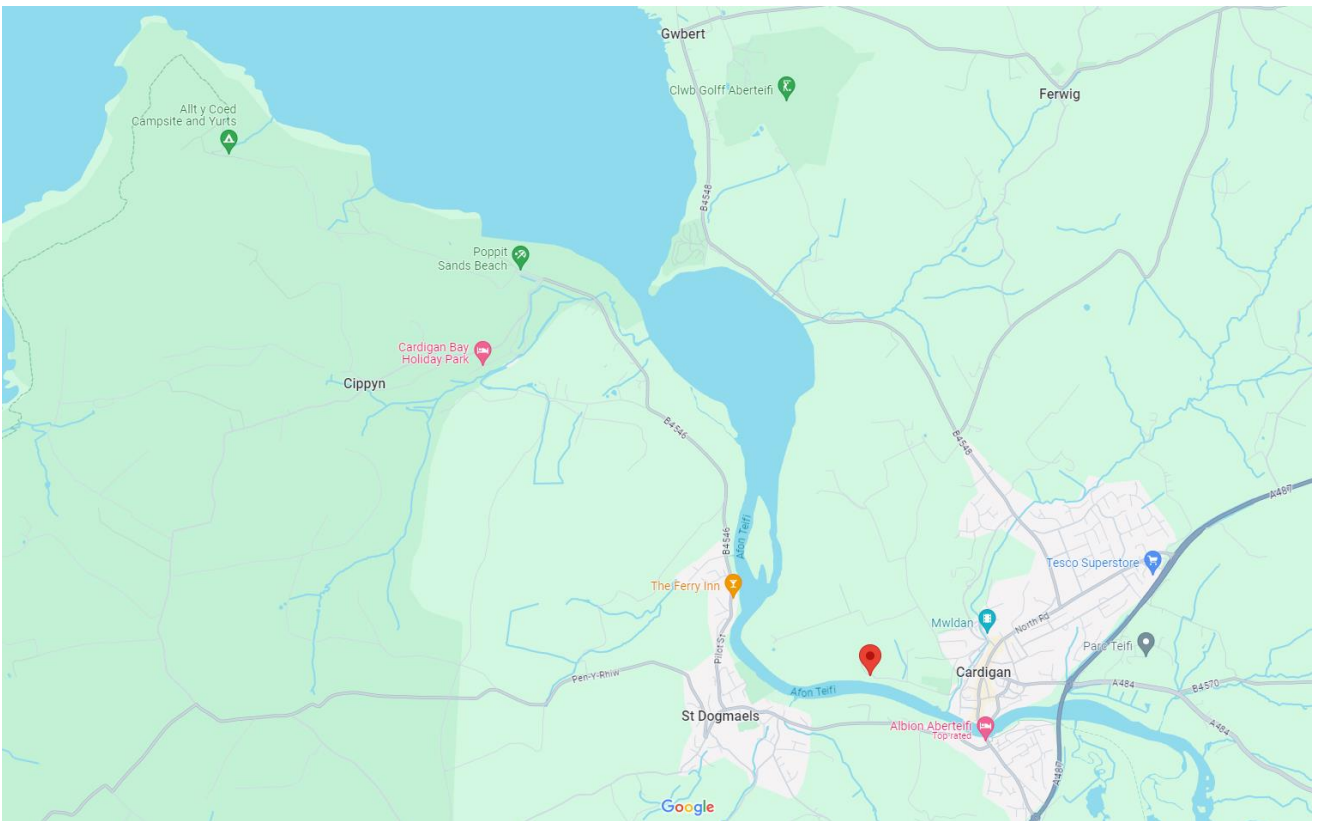 Gwbert
Clwb Golff Aberteifi
Ferwig
Allt y Coed
Campsite and Yurts
B4548
Poppit
Sands Beach
Cardigan Bay
Holiday Park
Cippyn
B4546
B4548
A487
Afon Teifi
B4546
Tesco Superstore
The Ferry Inn
Mwldan
North Rd
Pilot St
Parc Teifi
Pen-Y-Rhiw
Cardigan
Afon Teifi
A484
B4570
St Dogmaels
Albion Aberteifi
Top rated
A484
A487
Google